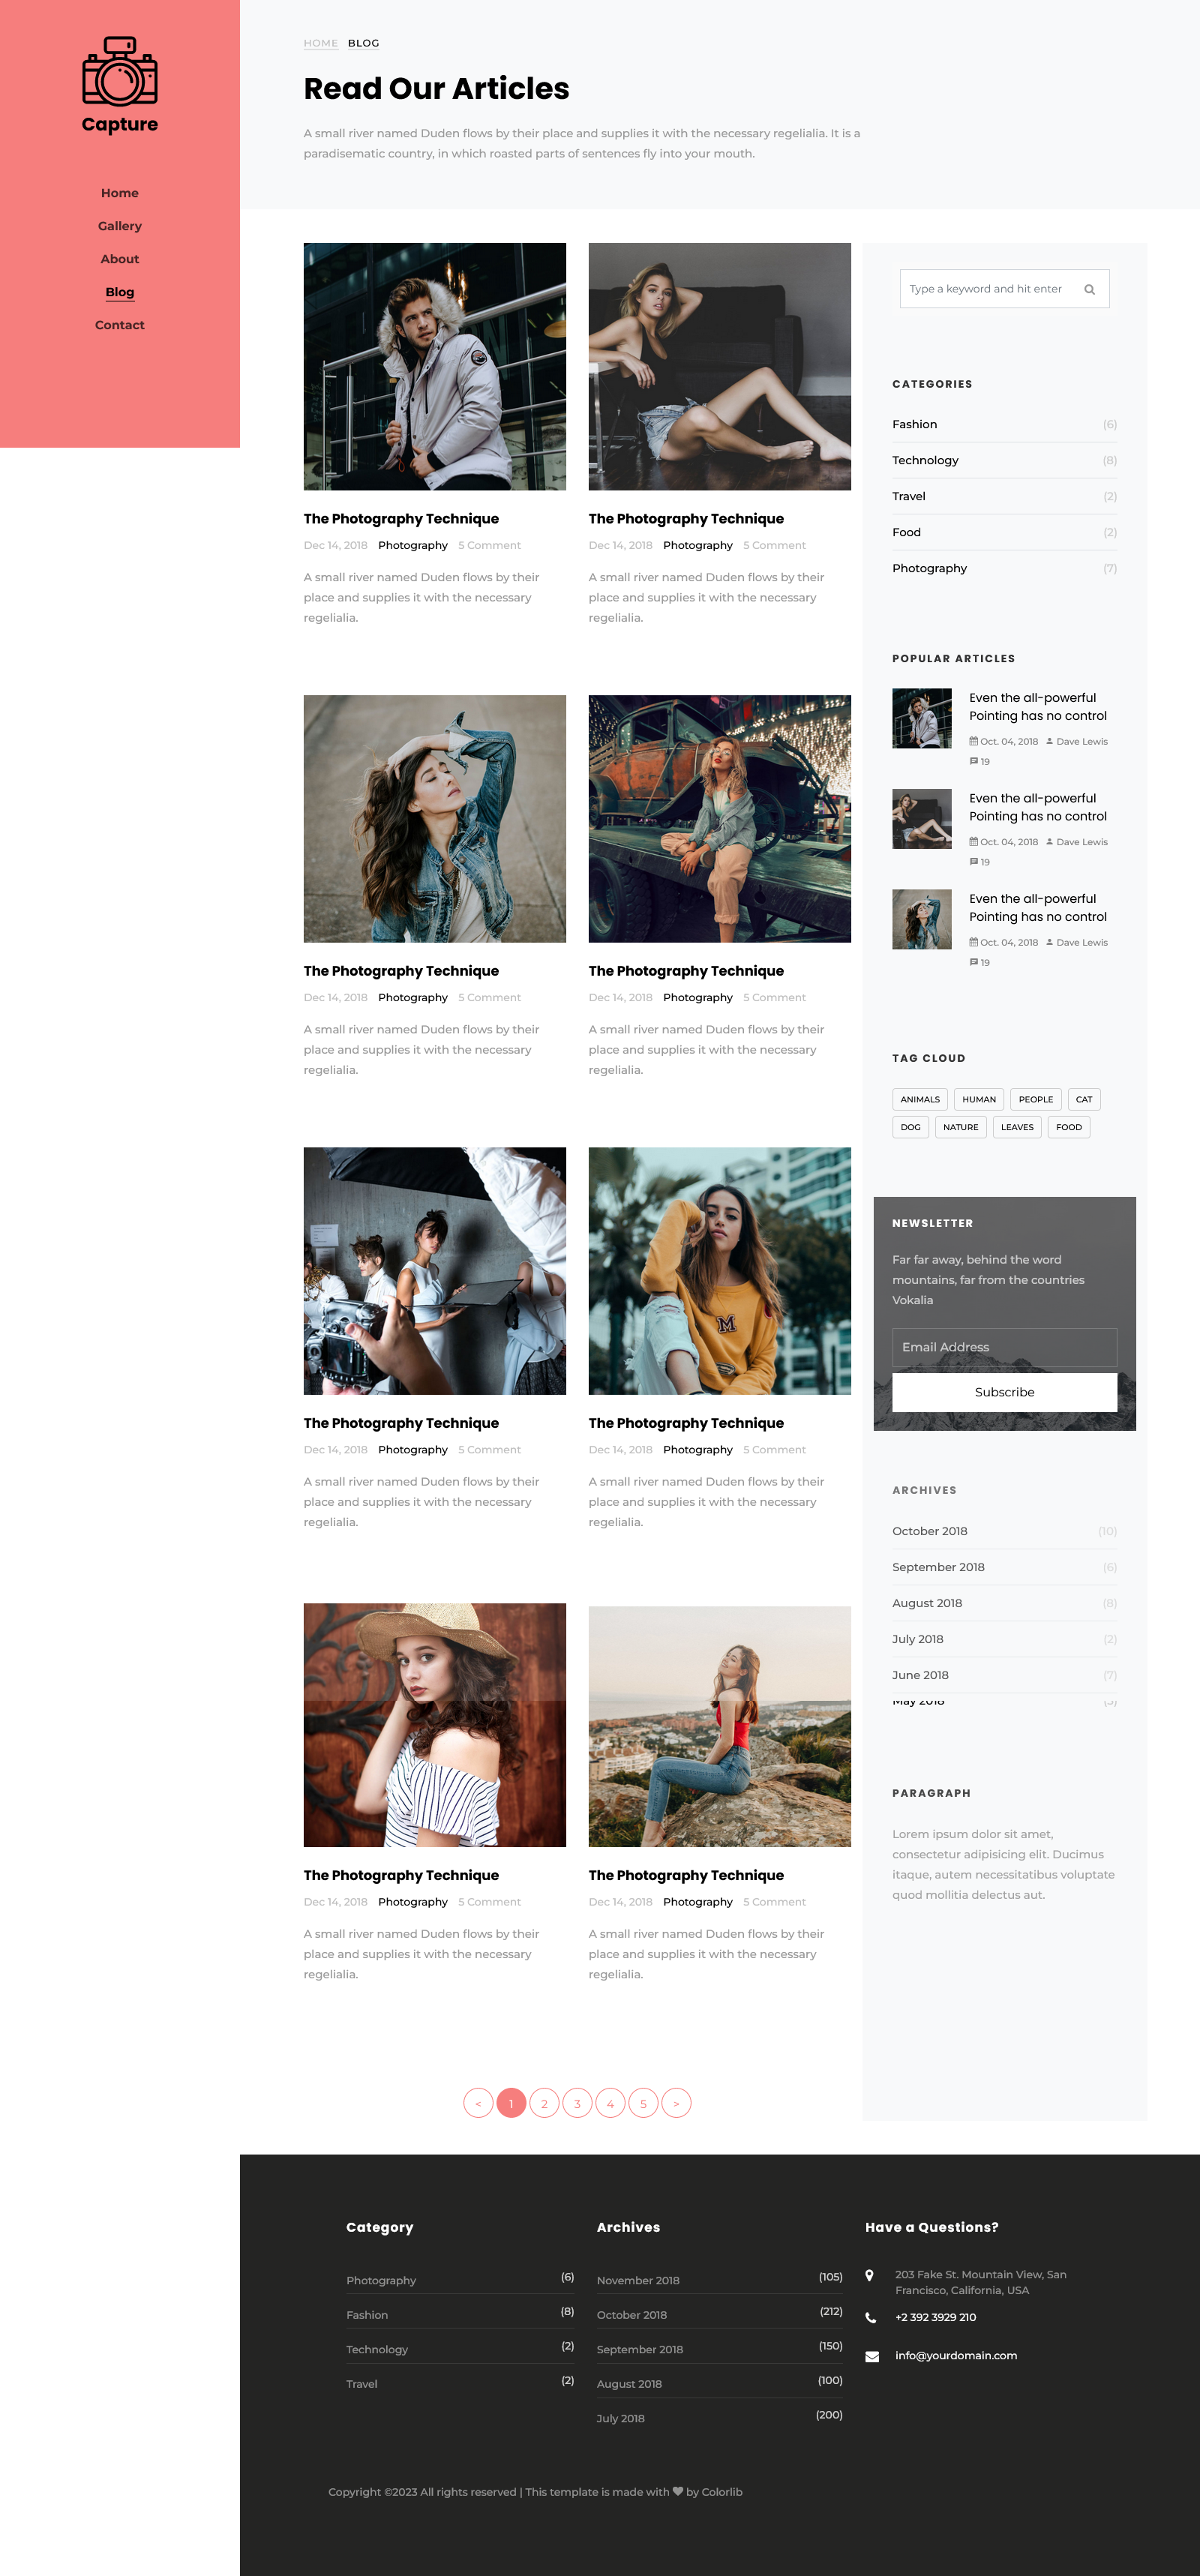 Capture
Home
Gallery
About
Blog
Contact
HOME BLOG
Read Our Articles
A small river named Duden flows by their place and supplies it with the necessary regelialia. It is a
paradisematic country, in which roasted parts of sentences fly into your mouth.
The Photography Technique
Dec 14, 2018 Photography 5 Comment
A small river named Duden flows by their
place and supplies it with the necessary
regelialia.
The Photography Technique
Dec 14, 2018 Photography 5 Comment
A small river named Duden flows by their
place and supplies it with the necessary
regelialia.
The Photography Technique
Dec 14, 2018 Photography 5 Comment
A small river named Duden flows by their
place and supplies it with the necessary
regelialia.
The Photography Technique
Dec 14, 2018 Photography 5 Comment
A small river named Duden flows by their
place and supplies it with the necessary
regelialia.
M
The Photography Technique
Dec 14, 2018 Photography 5 Comment
A small river named Duden flows by their
place and supplies it with the necessary
regelialia.
The Photography Technique
Dec 14, 2018 Photography 5 Comment
A small river named Duden flows by their
place and supplies it with the necessary
regelialia.
The Photography Technique
Dec 14, 2018 Photography 5 Comment
A small river named Duden flows by their
place and supplies it with the necessary
regelialia.
The Photography Technique
Dec 14, 2018 Photography 5 Comment
A small river named Duden flows by their
place and supplies it with the necessary
regelialia.
< 1 2 3 4 5 >
Type a keyword and hit enter
CATEGORIES
Fashion (6)
Technology (8)
Travel (2)
Food (2)
Photography (7)
POPULAR ARTICLES
Even the all-powerful
Pointing has no control
Oct. 04, 2018 Dave Lewis
19
Even the all-powerful
Pointing has no control
Oct. 04, 2018 Dave Lewis
19
Even the all-powerful
Pointing has no control
Oct. 04, 2018 Dave Lewis
19
TAG CLOUD
ANIMALS HUMAN PEOPLE CAT
DOG NATURE LEAVES FOOD
NEWSLETTER
Far far away, behind the word
mountains, far from the countries
Vokalia
Email Address
Subscribe
ARCHIVES
October 2018 (10)
September 2018 (6)
August 2018 (8)
July 2018 (2)
June 2018 (7)
May 2018
PARAGRAPH
Lorem ipsum dolor sit amet,
consectetur adipisicing elit. Ducimus
itaque, autem necessitatibus voluptate
quod mollitia delectus aut.
Category
Photography (6)
Fashion (8)
Technology (2)
Travel (2)
Archives
November 2018 (105)
October 2018 (212)
September 2018 (150)
August 2018 (100)
July 2018 (200)
Have a Questions?
203 Fake St. Mountain View, San
Francisco, California, USA
+2 392 3929 210
info@yourdomain.com
Copyright ©2023 All rights reserved | This template is made with ♥ by Colorlib